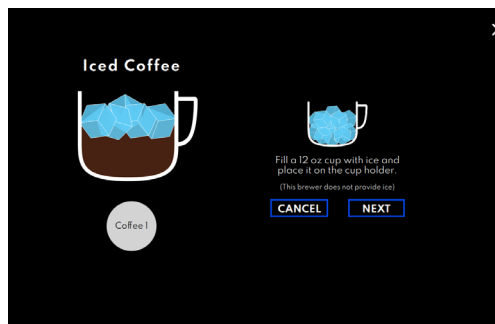 Iced Coffee
Coffee 1
Fill a 12 oz cup with ice and
place it on the cup holder.
(This brewer does not provide ice)
CANCEL NEXT